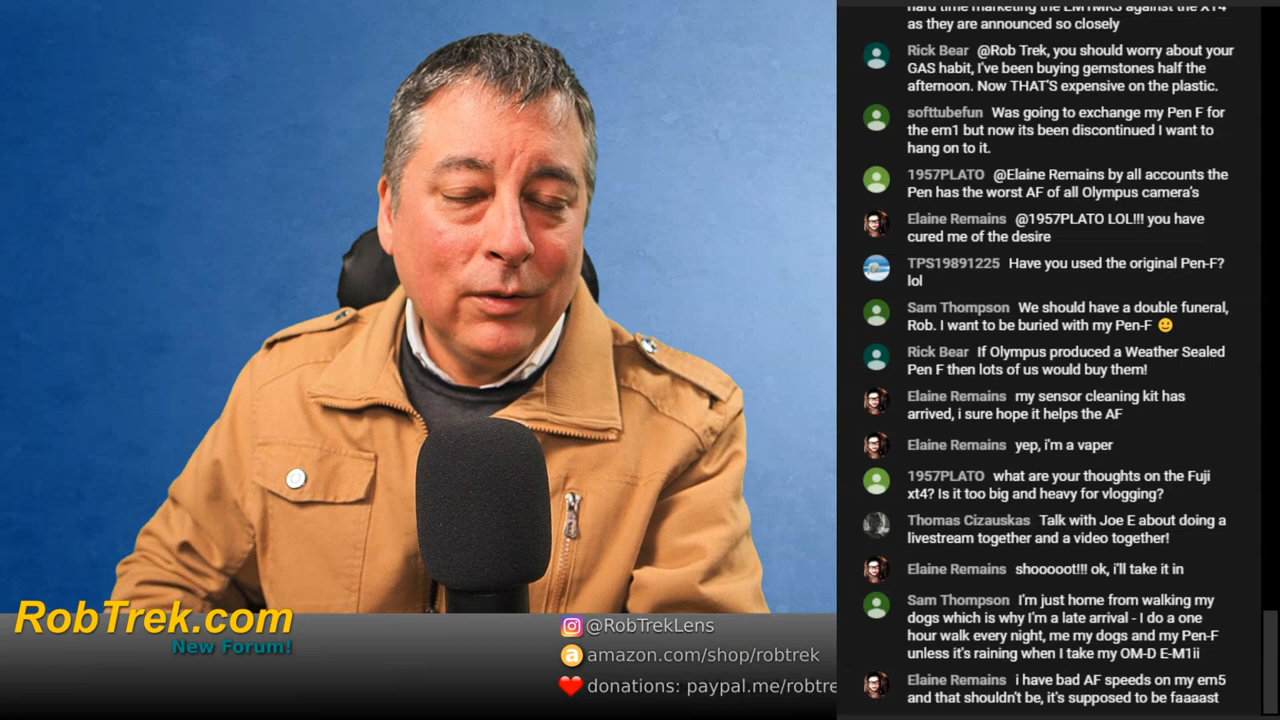 hard time marketing the EM1MK3 against the XT4
as they are announced so closely
Rick Bear @Rob Trek, you should worry about your
GAS habit, I've been buying gemstones half the
afternoon. Now THAT'S expensive on the plastic.
softtubefun Was going to exchange my Pen F for
the em1 but now its been discontinued I want to
hang on to it.
1957PLATO @Elaine Remains by all accounts the
Pen has the worst AF of all Olympus camera's
Elaine Remains @1957PLATO LOL!!! you have
cured me of the desire
TPS19891225 Have you used the original Pen-F?
lol
Sam Thompson We should have a double funeral,
Rob. I want to be buried with my Pen-F 🙂
Rick Bear If Olympus produced a Weather Sealed
Pen F then lots of us would buy them!
Elaine Remains my sensor cleaning kit has
arrived, i sure hope it helps the AF
Elaine Remains yep, i'm a vaper
1957PLATO what are your thoughts on the Fuji
xt4? Is it too big and heavy for vlogging?
Thomas Cizauskas Talk with Joe E about doing a
livestream together and a video together!
Elaine Remains shooooot!!! ok, i'll take it in
Sam Thompson I'm just home from walking my
dogs which is why I'm a late arrival - I do a one
hour walk every night, me my dogs and my Pen-F
unless it's raining when I take my OM-D E-M1ii
Elaine Remains i have bad AF speeds on my em5
and that shouldn't be, it's supposed to be faaaast
RobTrek.com
New Forum!
@RobTrekLens
amazon.com/shop/robtrek
donations: paypal.me/robtre